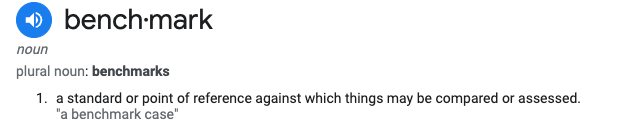 bench·mark
noun
plural noun: benchmarks
1. a standard or point of reference against which things may be compared or assessed.
"a benchmark case"